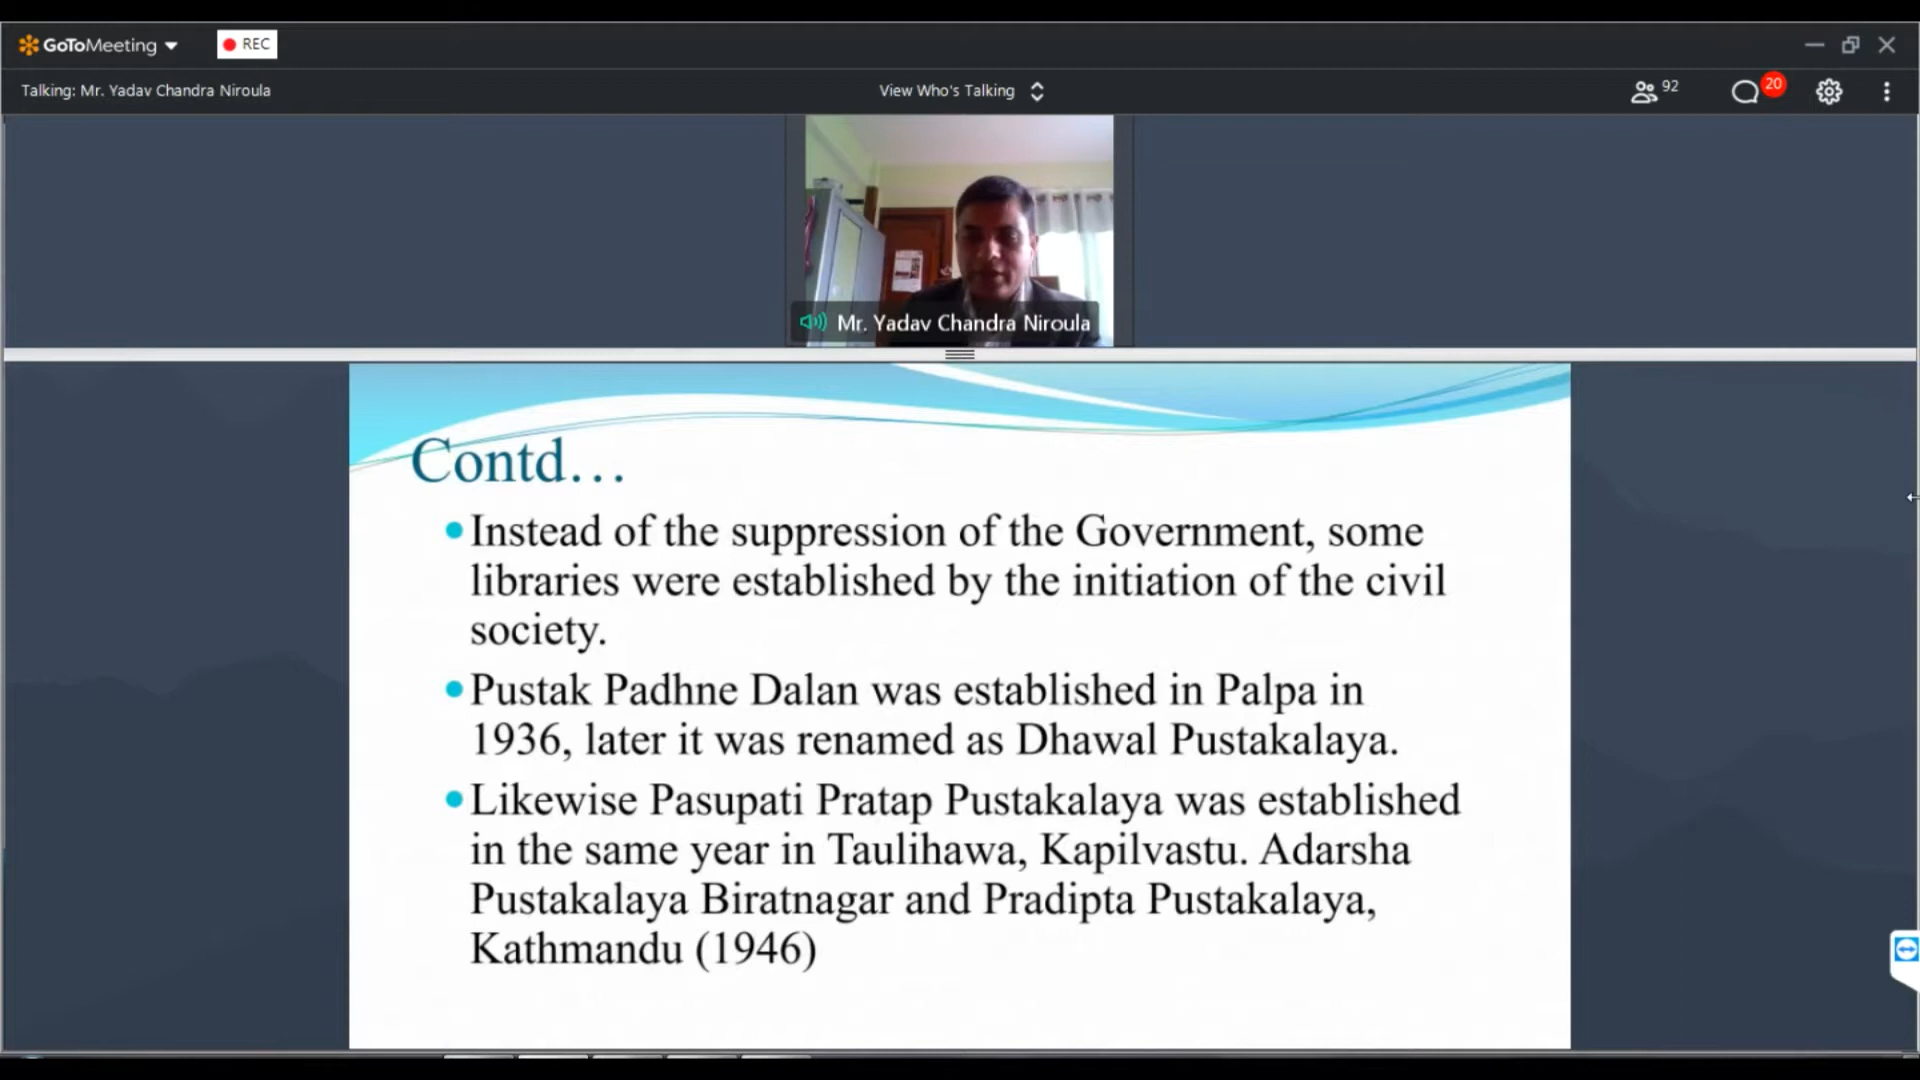 GoToMeeting
REC
Talking: Mr. Yadav Chandra Niroula
View Who's Talking
92
20
Mr. Yadav Chandra Niroula
Contd…
Instead of the suppression of the Government, some
libraries were established by the initiation of the civil
society.
Pustak Padhne Dalan was established in Palpa in
1936, later it was renamed as Dhawal Pustakalaya.
Likewise Pasupati Pratap Pustakalaya was established
in the same year in Taulihawa, Kapilvastu. Adarsha
Pustakalaya Biratnagar and Pradipta Pustakalaya,
Kathmandu (1946)